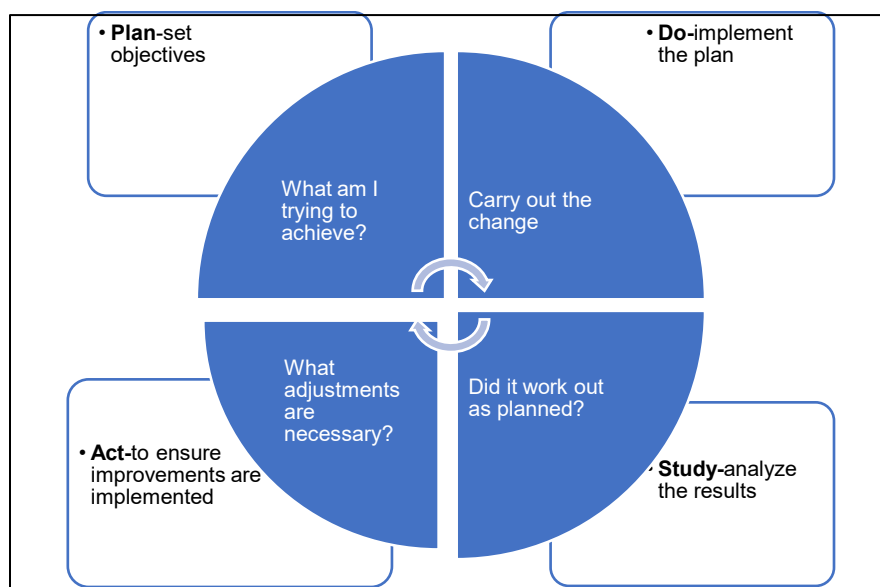 • Plan-set
objectives
• Do-implement
the plan
What am I
trying to
achieve?
Carry out the
change
What
adjustments
are
necessary?
Did it work out
as planned?
• Act-to ensure
improvements are
implemented
• Study-analyze
the results